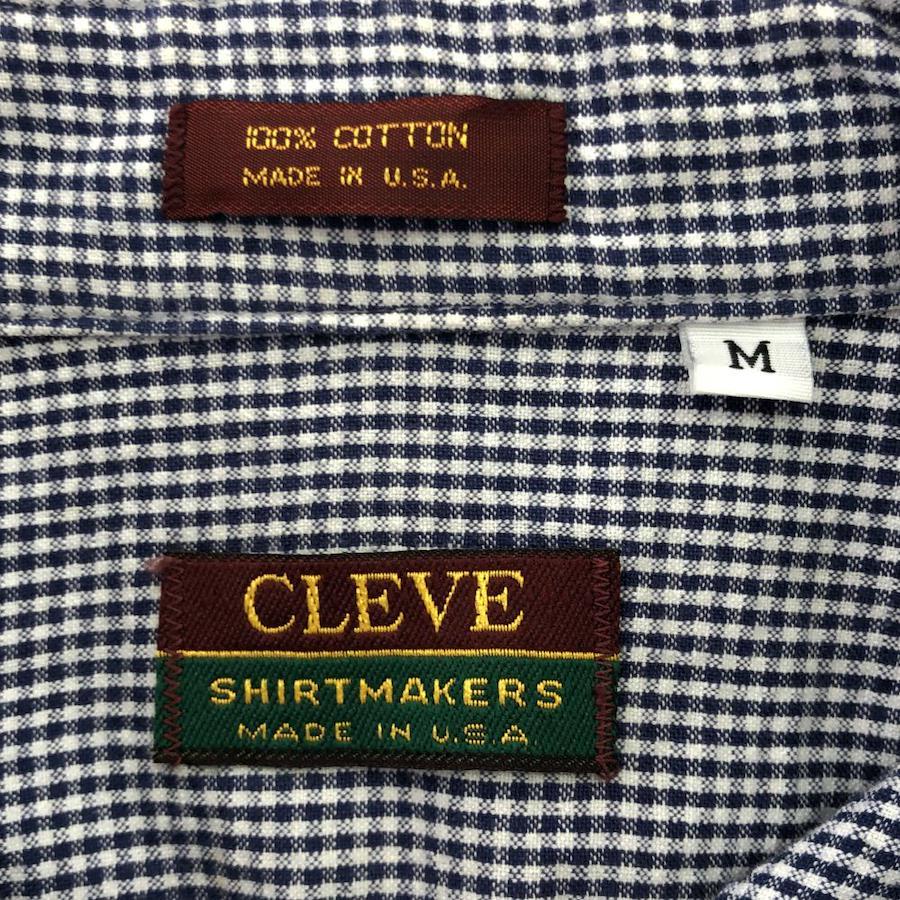 100% COTTON
MADE IN U.S.A.
M
CLEVE
SHIRTMAKERS
MADE IN U.S.A.